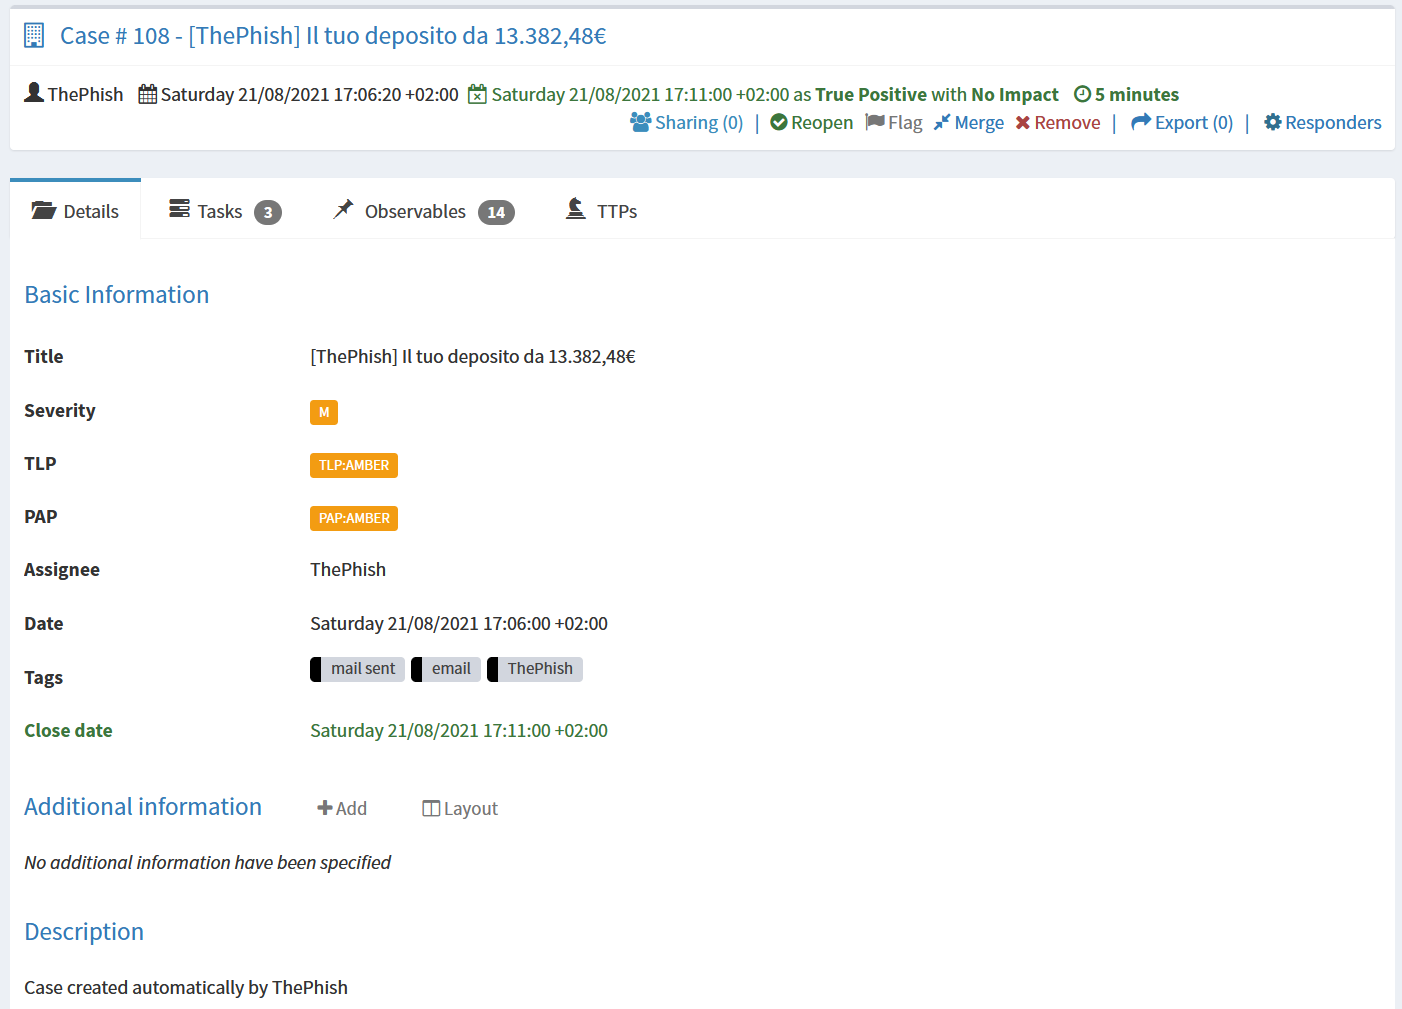 Case # 108 - [ThePhish] Il tuo deposito da 13.382,48€
ThePhish Saturday 21/08/2021 17:06:20 +02:00 Saturday 21/08/2021 17:11:00 +02:00 as True Positive with No Impact 5 minutes
Sharing (0) | Reopen Flag Merge Remove | Export (0) | Responders
Details Tasks 3 Observables 14 TTPs
Basic Information
Title [ThePhish] Il tuo deposito da 13.382,48€
Severity M
TLP TLP:AMBER
PAP PAP:AMBER
Assignee ThePhish
Date Saturday 21/08/2021 17:06:00 +02:00
Tags mail sent email ThePhish
Close date Saturday 21/08/2021 17:11:00 +02:00
Additional information Add Layout
No additional information have been specified
Description
Case created automatically by ThePhish